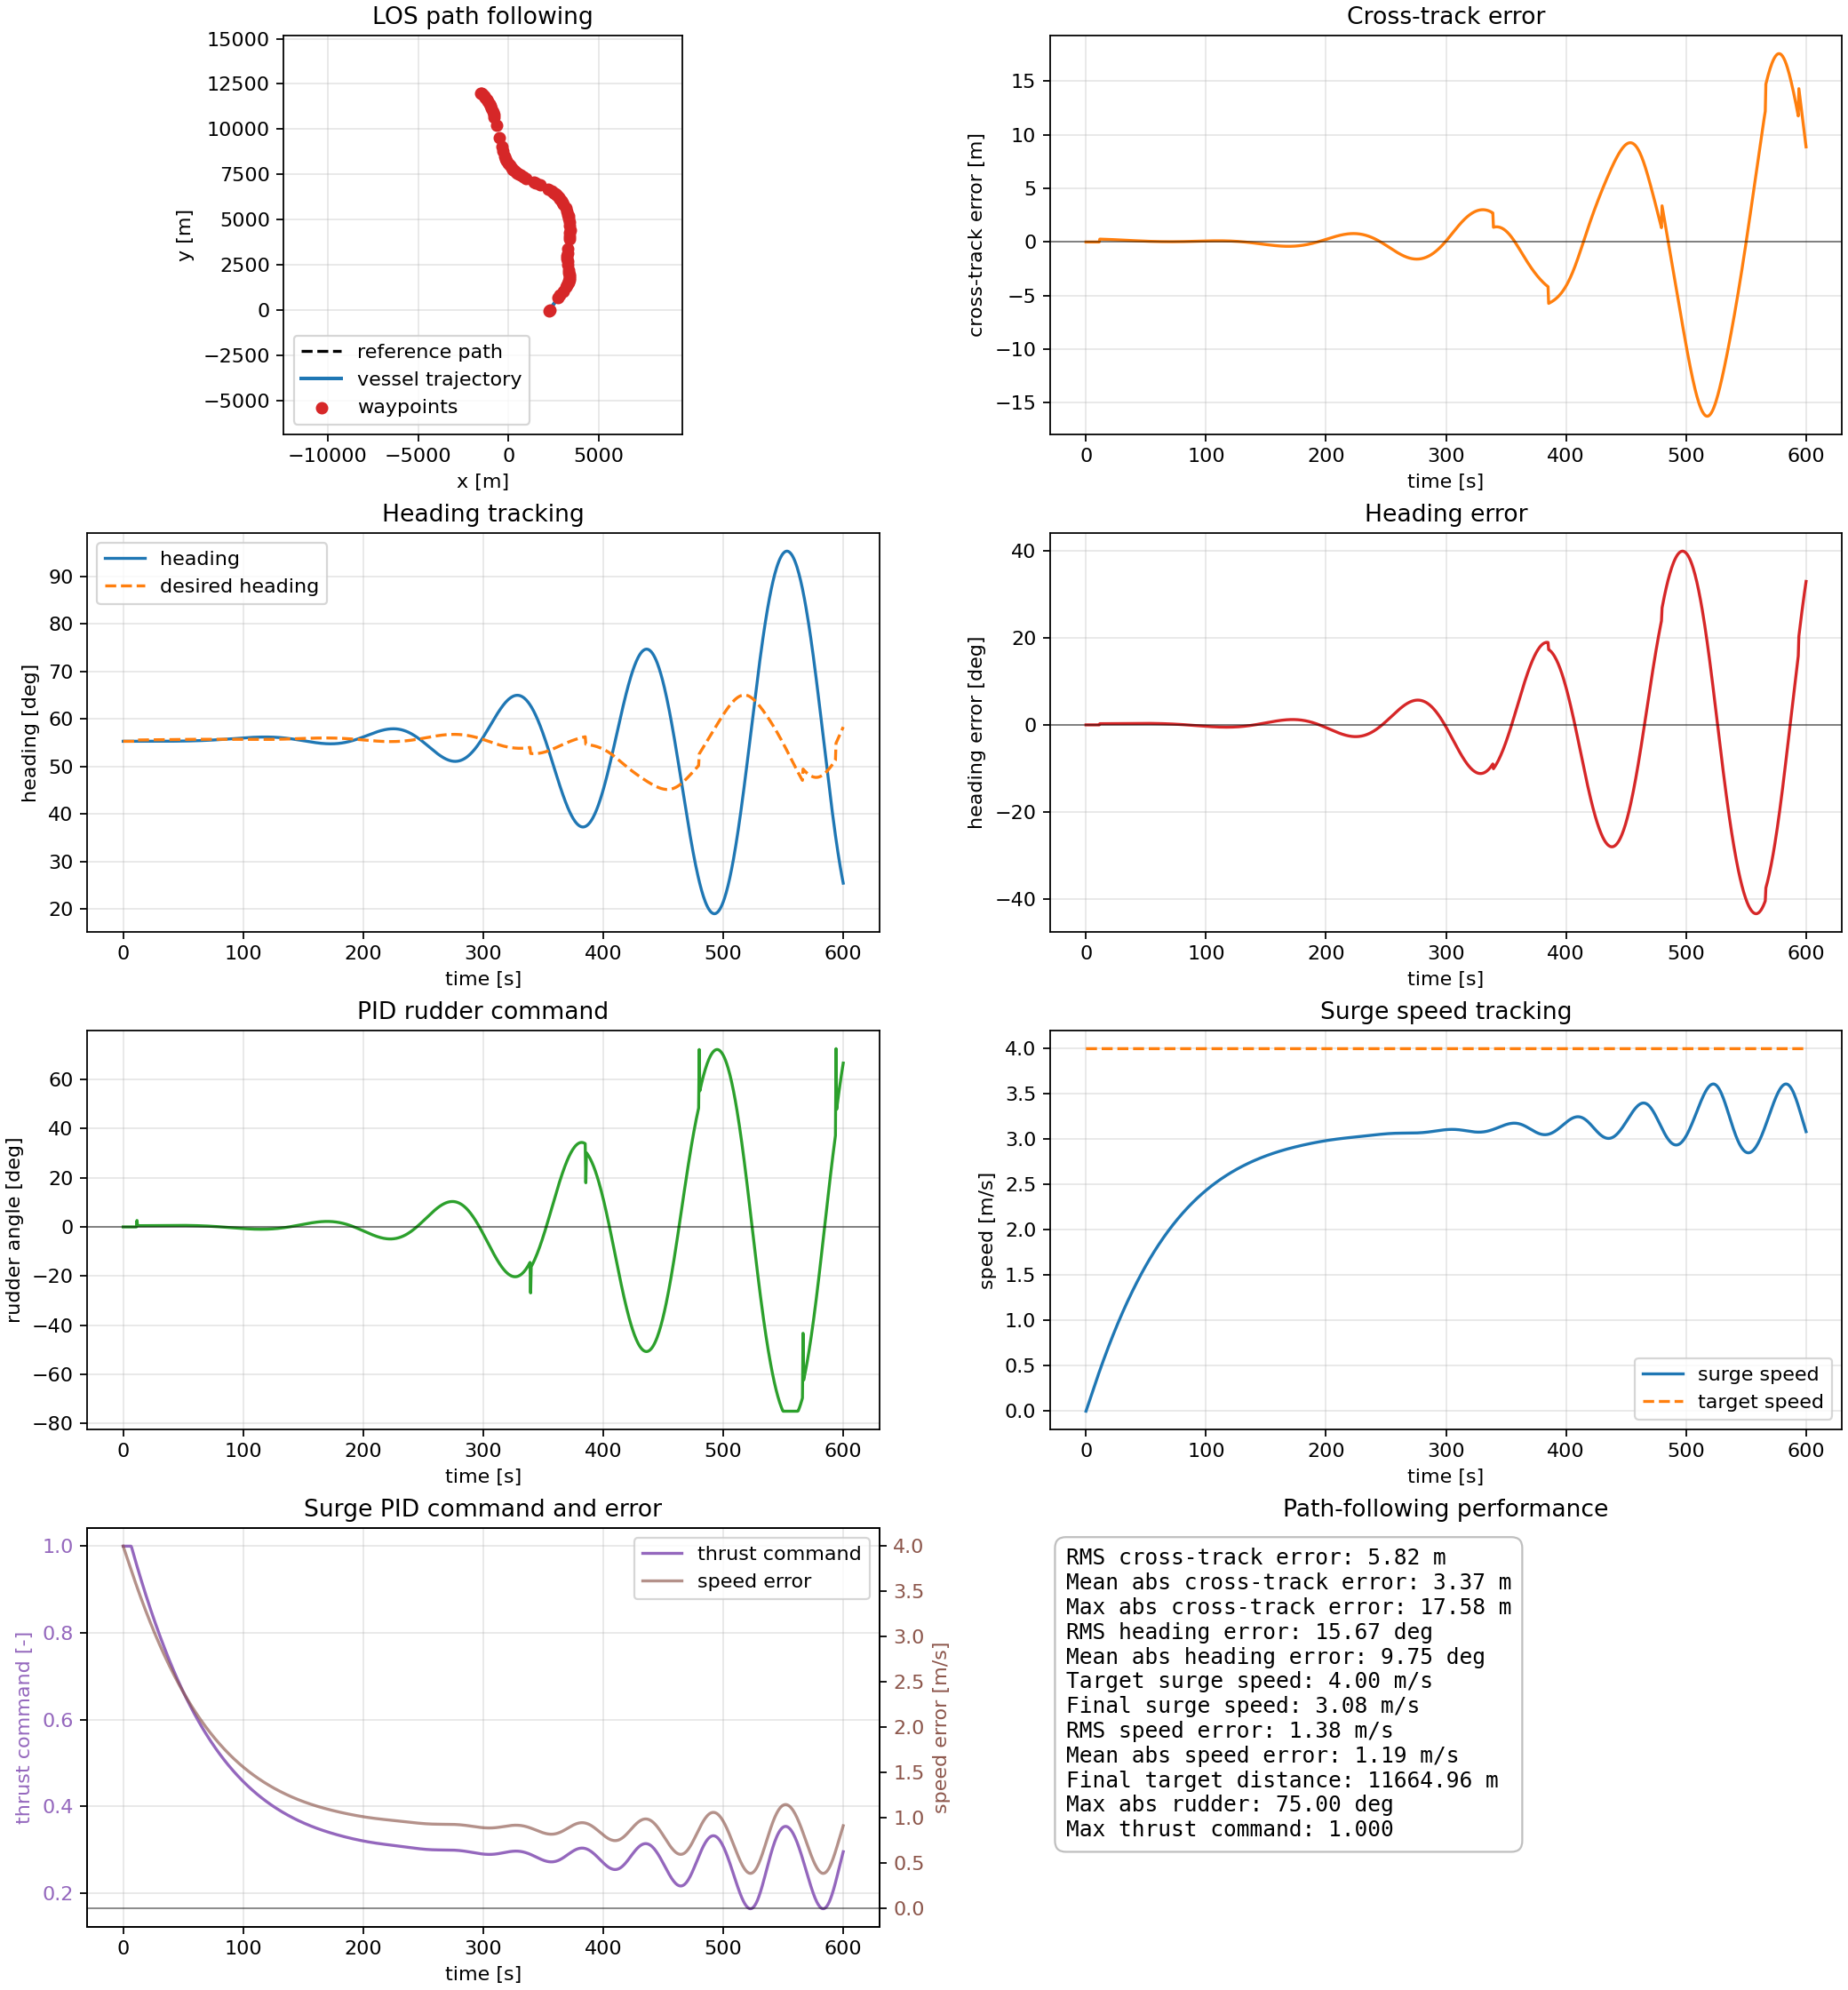 LOS path following
15000
12500
10000
7500
5000
2500
0
−2500
−5000
y [m]
reference path
vessel trajectory
waypoints
−10000 −5000 0 5000
x [m]
Cross-track error
15
10
5
0
−5
−10
−15
cross-track error [m]
0 100 200 300 400 500 600
time [s]
Heading tracking
heading
desired heading
90
80
70
60
50
40
30
20
heading [deg]
0 100 200 300 400 500 600
time [s]
Heading error
40
20
0
−20
−40
heading error [deg]
0 100 200 300 400 500 600
time [s]
PID rudder command
60
40
20
0
−20
−40
−60
−80
rudder angle [deg]
0 100 200 300 400 500 600
time [s]
Surge speed tracking
4.0
3.5
3.0
2.5
2.0
1.5
1.0
0.5
0.0
speed [m/s]
surge speed
target speed
0 100 200 300 400 500 600
time [s]
Surge PID command and error
1.0
0.8
0.6
0.4
0.2
thrust command [-]
thrust command
speed error
4.0
3.5
3.0
2.5
2.0
1.5
1.0
0.5
0.0
speed error [m/s]
0 100 200 300 400 500 600
time [s]
Path-following performance
RMS cross-track error: 5.82 m
Mean abs cross-track error: 3.37 m
Max abs cross-track error: 17.58 m
RMS heading error: 15.67 deg
Mean abs heading error: 9.75 deg
Target surge speed: 4.00 m/s
Final surge speed: 3.08 m/s
RMS speed error: 1.38 m/s
Mean abs speed error: 1.19 m/s
Final target distance: 11664.96 m
Max abs rudder: 75.00 deg
Max thrust command: 1.000